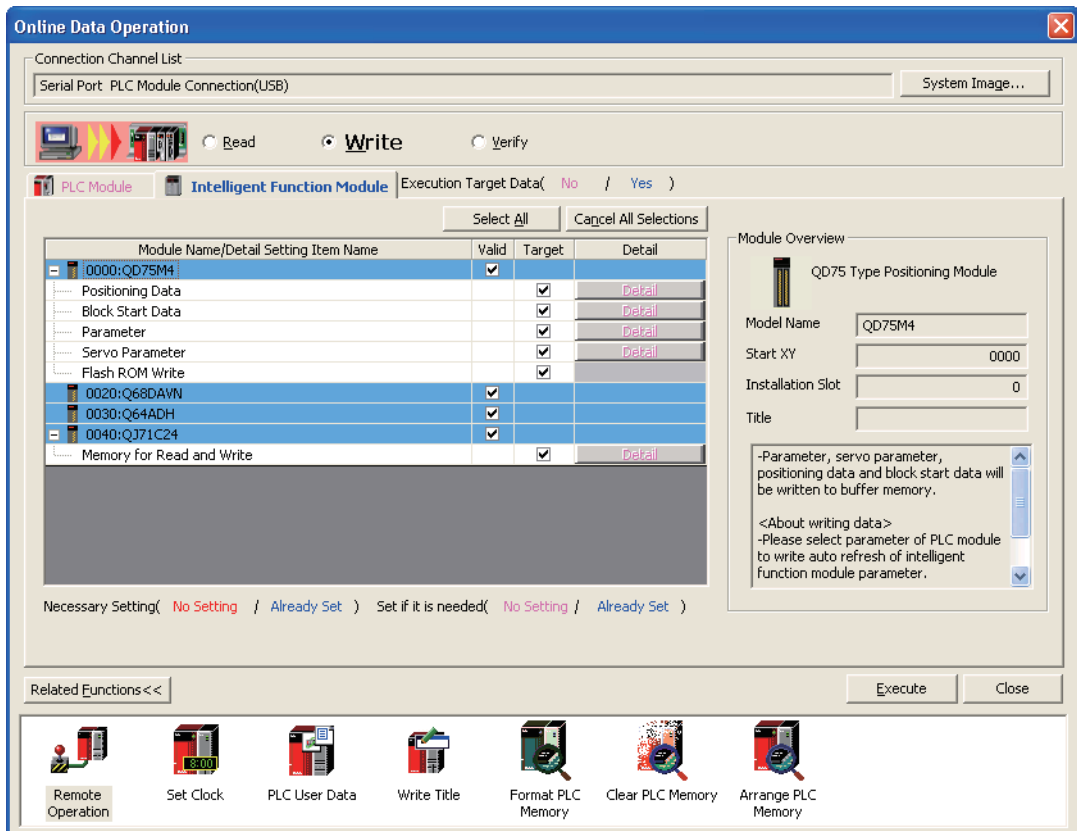 Online Data Operation
Connection Channel List
Serial Port PLC Module Connection(USB)
System Image...
Read
Write
Verify
PLC Module
Intelligent Function Module
Execution Target Data( No / Yes )
Select All
Cancel All Selections
Module Name/Detail Setting Item Name Valid Target Detail
0000:QD75M4
Positioning Data Detail
Block Start Data Detail
Parameter Detail
Servo Parameter Detail
Flash ROM Write
0020:Q68DAVN
0030:Q64ADH
0040:QJ71C24
Memory for Read and Write Detail
Module Overview
QD75 Type Positioning Module
Model Name QD75M4
Start XY 0000
Installation Slot 0
Title
-Parameter, servo parameter,
positioning data and block start data will
be written to buffer memory.
<About writing data>
-Please select parameter of PLC module
to write auto refresh of intelligent
function module parameter.
Necessary Setting( No Setting / Already Set ) Set if it is needed( No Setting / Already Set )
Related Functions<<
Execute
Close
8:00
Remote
Operation
Set Clock
PLC User Data
Write Title
Format PLC
Memory
Clear PLC Memory
Arrange PLC
Memory